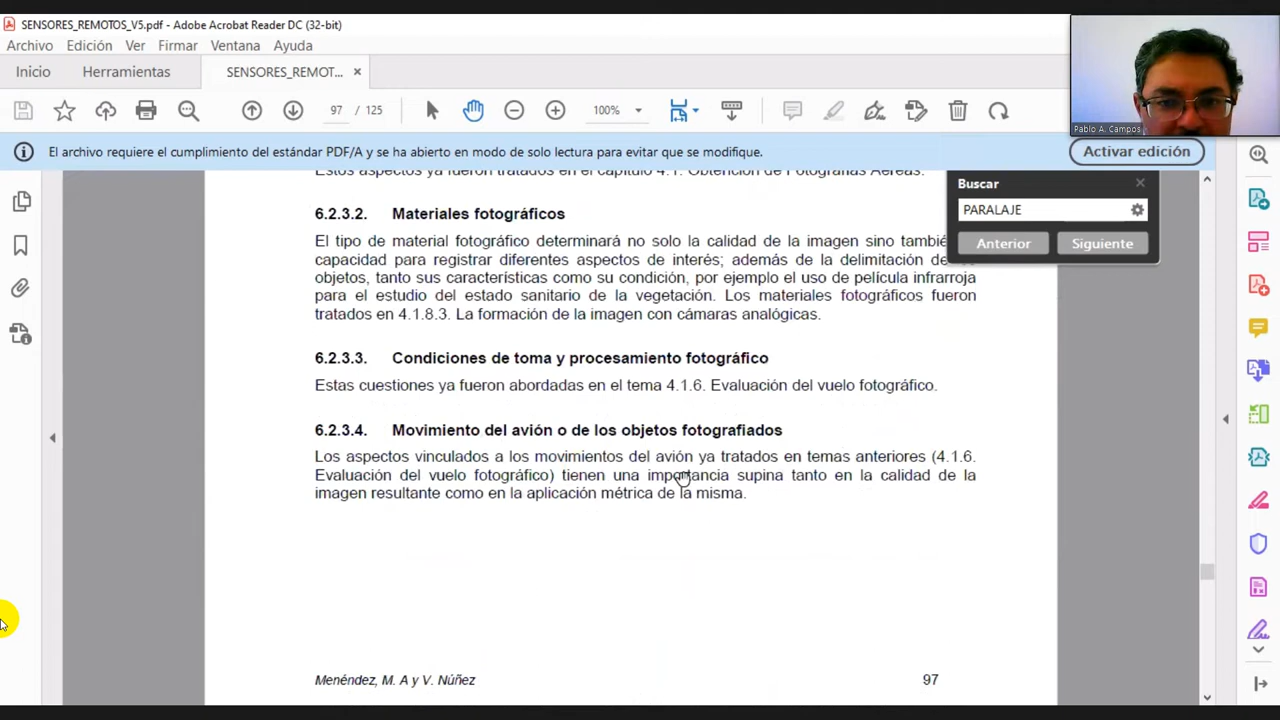 SENSORES_REMOTOS_V5.pdf - Adobe Acrobat Reader DC (32-bit)
Archivo Edición Ver Firmar Ventana Ayuda
Inicio Herramientas SENSORES_REMOT... ×
97 / 125 100%
Pablo A. Campos
El archivo requiere el cumplimiento del estándar PDF/A y se ha abierto en modo de solo lectura para evitar que se modifique. Activar edición
Estos aspectos ya fueron tratados en el capítulo 4.1. Obtención de Fotografías Aéreas.
Buscar
PARALAJE
Anterior Siguiente
6.2.3.2. Materiales fotográficos
El tipo de material fotográfico determinará no solo la calidad de la imagen sino tambié
capacidad para registrar diferentes aspectos de interés; además de la delimitación de
objetos, tanto sus características como su condición, por ejemplo el uso de película infrarroja
para el estudio del estado sanitario de la vegetación. Los materiales fotográficos fueron
tratados en 4.1.8.3. La formación de la imagen con cámaras analógicas.
6.2.3.3. Condiciones de toma y procesamiento fotográfico
Estas cuestiones ya fueron abordadas en el tema 4.1.6. Evaluación del vuelo fotográfico.
6.2.3.4. Movimiento del avión o de los objetos fotografiados
Los aspectos vinculados a los movimientos del avión ya tratados en temas anteriores (4.1.6.
Evaluación del vuelo fotográfico) tienen una importancia supina tanto en la calidad de la
imagen resultante como en la aplicación métrica de la misma.
Menéndez, M. A y V. Núñez 97